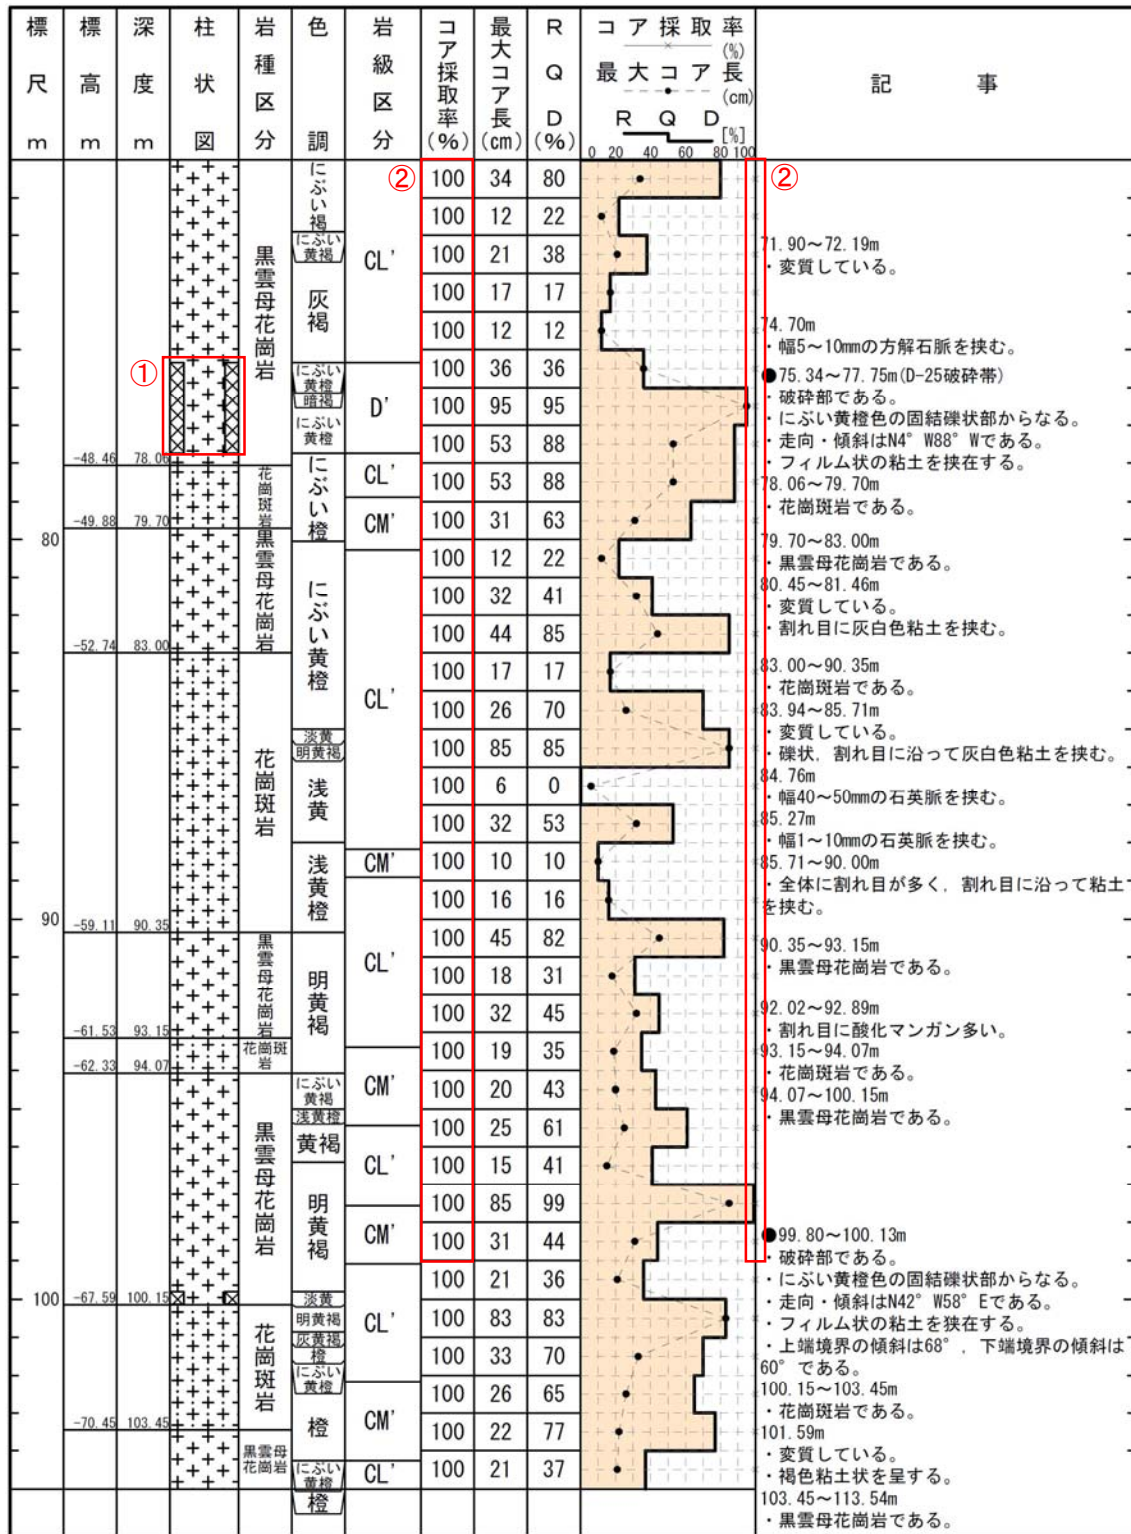 標尺m
標高m
深度m
柱状図
岩種区分
色調
岩級区分
コア採取率(%)
最大コア長(cm)
RQD(%)
コア採取率(%)
最大コア長(cm)
RQD[%]
0 20 40 60 80 100
記事
①
②
②
80
90
100
-48.46 78.06
-49.88 79.70
-52.74 83.00
-59.11 90.35
-61.53 93.15
-62.33 94.07
-67.59 100.15
-70.45 103.45
黒雲母花崗岩
花崗斑岩
黒雲母花崗岩
花崗斑岩
黒雲母花崗岩
花崗斑岩
黒雲母花崗岩
花崗斑岩
黒雲母花崗岩
にぶい褐
にぶい黄褐
灰褐
にぶい黄橙
暗褐
にぶい黄橙
にぶい橙
にぶい黄橙
淡黄
明黄褐
浅黄
浅黄橙
明黄褐
にぶい黄褐
浅黄橙
黄褐
明黄褐
淡黄
明黄褐
灰黄褐
橙
にぶい黄橙
橙
にぶい黄橙
橙
CL'
D'
CL'
CM'
CL'
CM'
CL'
CM'
CL'
CM'
CL'
CM'
CL'
100 34 80
100 12 22
100 21 38
100 17 17
100 12 12
100 36 36
100 95 95
100 53 88
100 53 88
100 31 63
100 12 22
100 32 41
100 44 85
100 17 17
100 26 70
100 85 85
100 6 0
100 32 53
100 10 10
100 16 16
100 45 82
100 18 31
100 32 45
100 19 35
100 20 43
100 25 61
100 15 41
100 85 99
100 31 44
100 21 36
100 83 83
100 33 70
100 26 65
100 22 77
100 21 37
71.90～72.19m
・変質している。
74.70m
・幅5～10mmの方解石脈を挟む。
●75.34～77.75m(D-25破砕帯)
・破砕部である。
・にぶい黄橙色の固結礫状部からなる。
・走向・傾斜はN4°W88°Wである。
・フィルム状の粘土を挟在する。
78.06～79.70m
・花崗斑岩である。
79.70～83.00m
・黒雲母花崗岩である。
80.45～81.46m
・変質している。
・割れ目に灰白色粘土を挟む。
83.00～90.35m
・花崗斑岩である。
83.94～85.71m
・変質している。
・礫状、割れ目に沿って灰白色粘土を挟む。
84.76m
・幅40～50mmの石英脈を挟む。
85.27m
・幅1～10mmの石英脈を挟む。
85.71～90.00m
・全体に割れ目が多く、割れ目に沿って粘土
を挟む。
90.35～93.15m
・黒雲母花崗岩である。
92.02～92.89m
・割れ目に酸化マンガン多い。
93.15～94.07m
・花崗斑岩である。
94.07～100.15m
・黒雲母花崗岩である。
●99.80～100.13m
・破砕部である。
・にぶい黄橙色の固結礫状部からなる。
・走向・傾斜はN42°W58°Eである。
・フィルム状の粘土を狭在する。
・上端境界の傾斜は68°、下端境界の傾斜は
60°である。
100.15～103.45m
・花崗斑岩である。
101.59m
・変質している。
・褐色粘土状を呈する。
103.45～113.54m
・黒雲母花崗岩である。